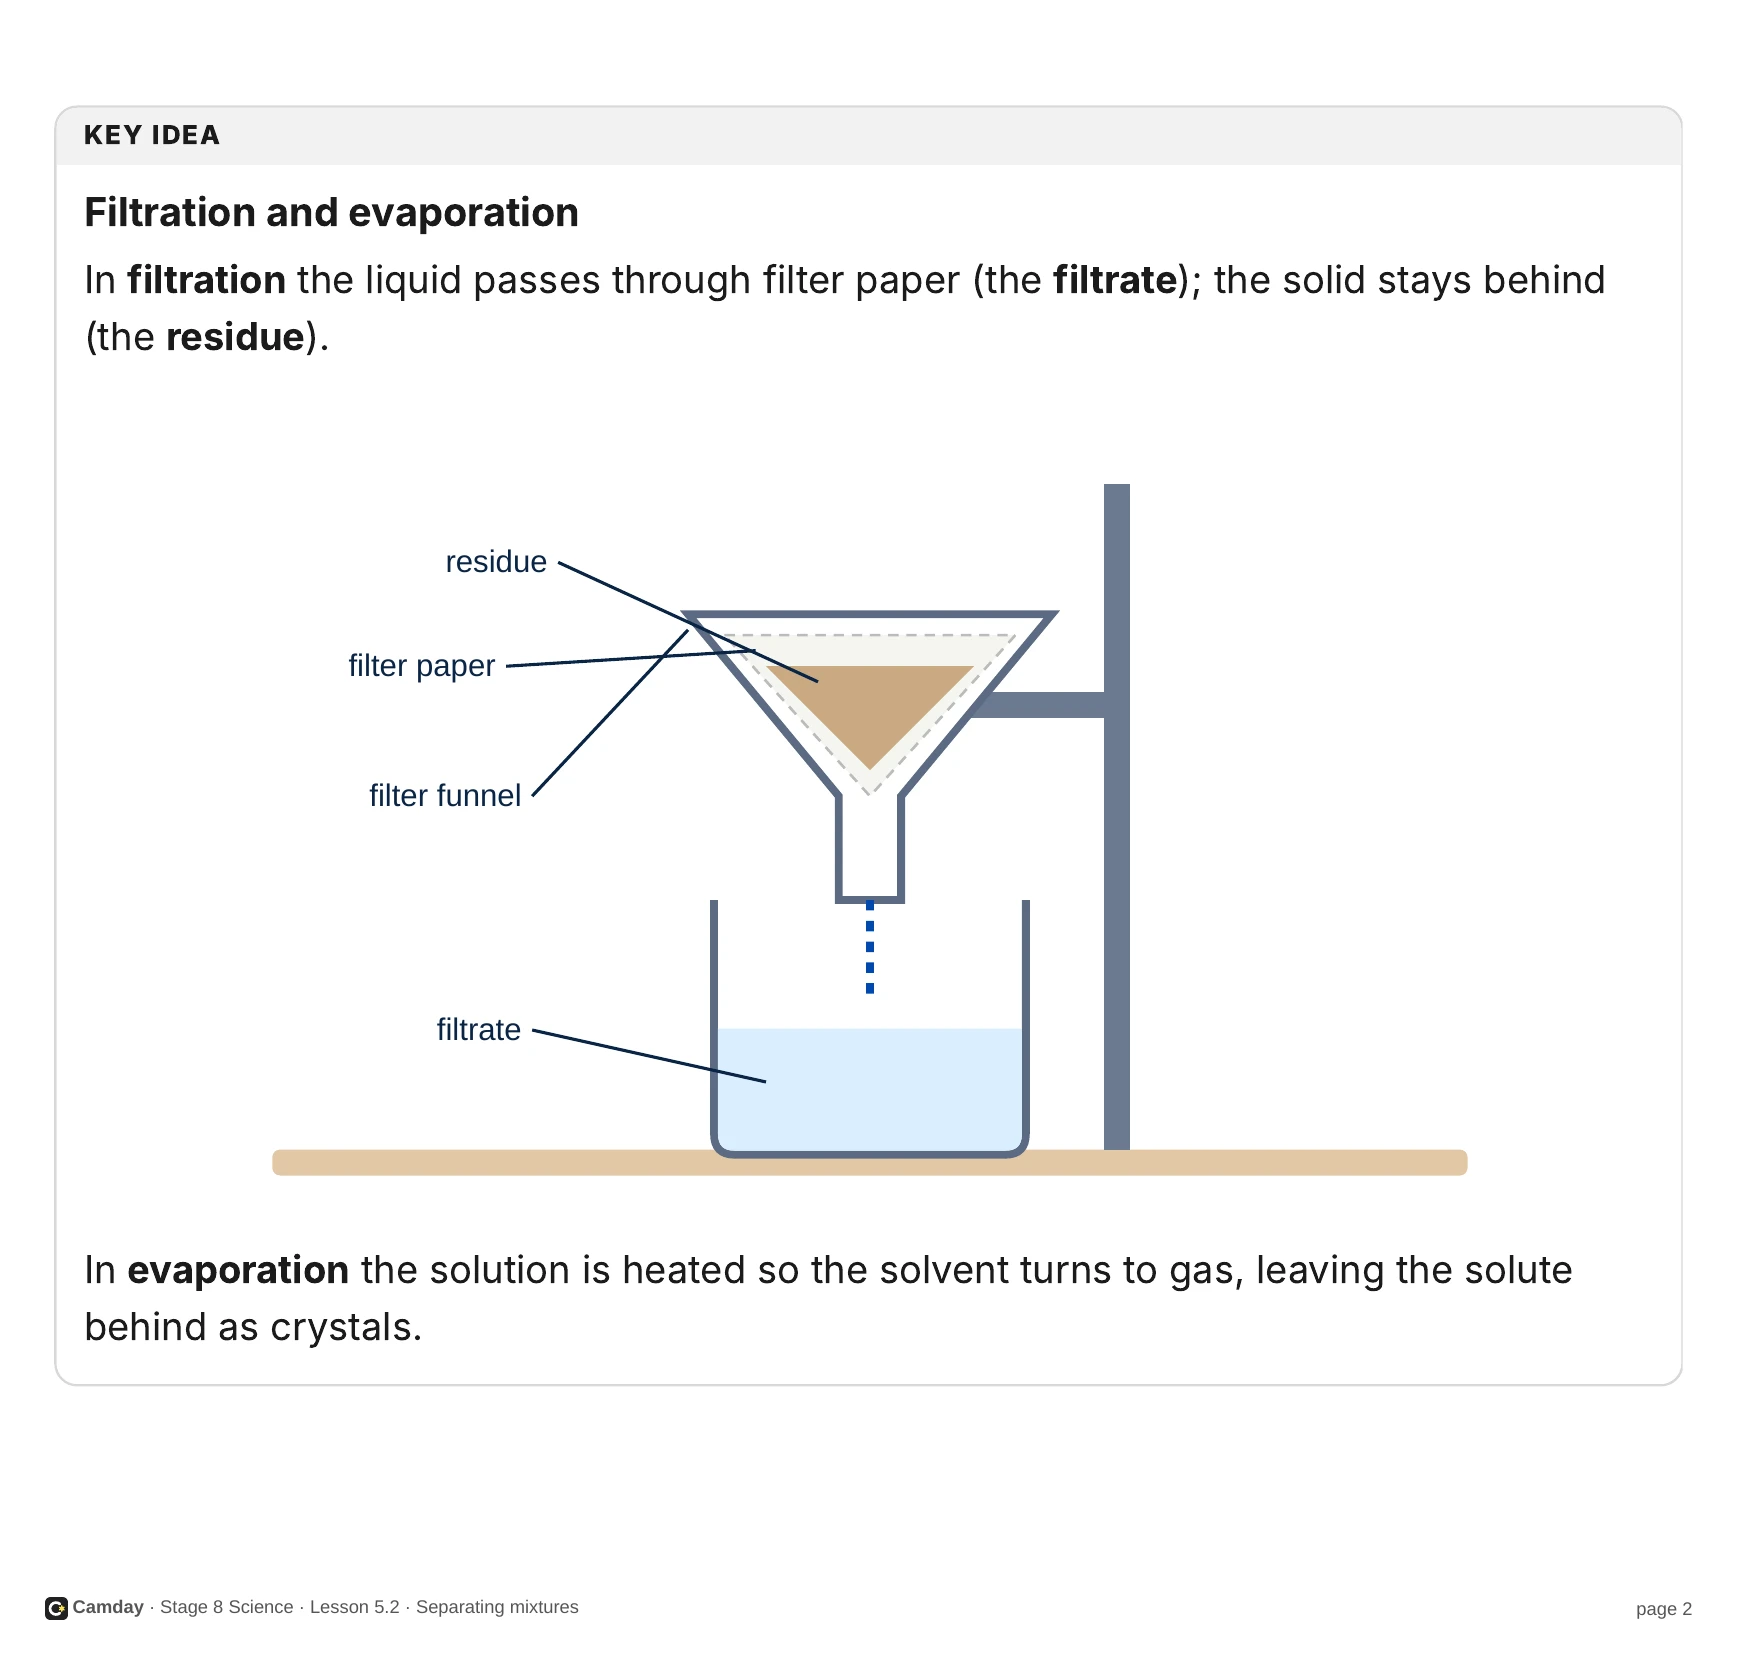 KEY IDEA
Filtration and evaporation
In filtration the liquid passes through filter paper (the filtrate); the solid stays behind
(the residue).
residue
filter paper
filter funnel
filtrate
In evaporation the solution is heated so the solvent turns to gas, leaving the solute
behind as crystals.
Camday · Stage 8 Science · Lesson 5.2 · Separating mixtures
page 2